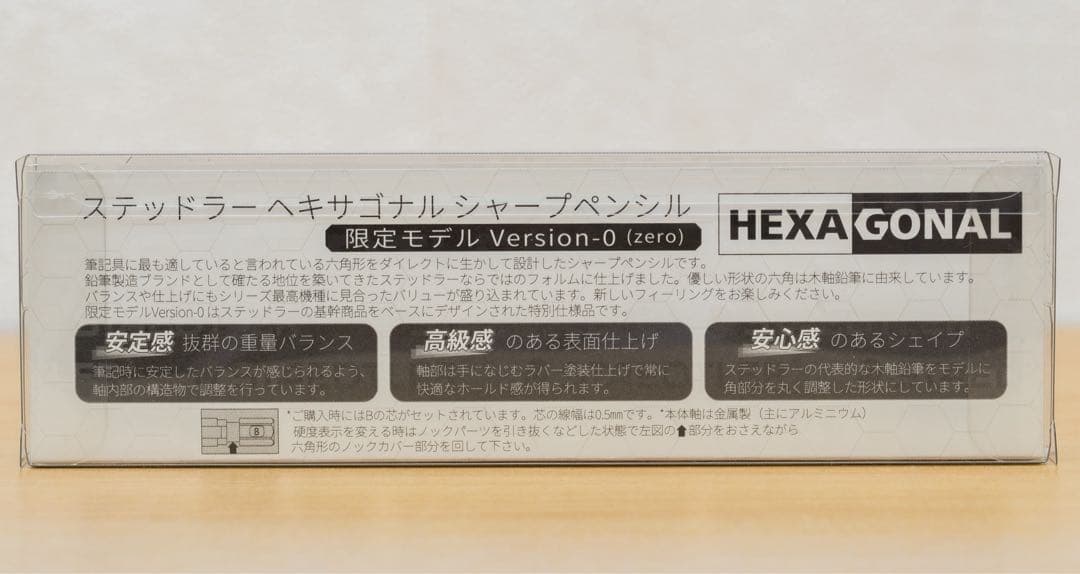 ステッドラー ヘキサゴナル シャープペンシル
限定モデル Version-0 (zero)
HEXAGONAL
筆記具に最も適していると言われている六角形をダイレクトに生かして設計したシャープペンシルです。
鉛筆製造ブランドとして確たる地位を築いてきたステッドラーならではのフォルムに仕上げました。優しい形状の六角は木軸鉛筆に由来しています。
バランスや仕上げにもシリーズ最高機種に見合ったバリューが盛り込まれています。新しいフィーリングをお楽しみください。
限定モデルVersion-0はステッドラーの基幹商品をベースにデザインされた特別仕様品です。
安定感 抜群の重量バランス
筆記時に安定したバランスが感じられるよう、
軸内部の構造物で調整を行っています。
高級感 のある表面仕上げ
軸部は手になじむラバー塗装仕上げで常に
快適なホールド感が得られます。
安心感 のあるシェイプ
ステッドラーの代表的な木軸鉛筆をモデルに
角部分を丸く調整した形状にしています。
B
*ご購入時にはBの芯がセットされています。芯の線幅は0.5mmです。*本体軸は金属製（主にアルミニウム）
硬度表示を変える時はノックパーツを引き抜くなどした状態で左図の⬆部分をおさえながら
六角形のノックカバー部分を回して下さい。